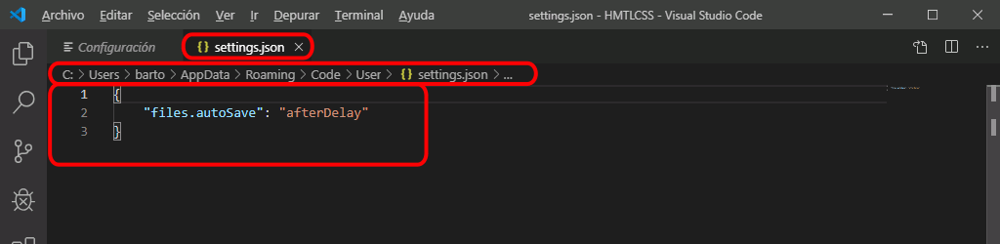 Archivo Editar Selección Ver Ir Depurar Terminal Ayuda settings.json - HMTLCSS - Visual Studio Code
Configuración {} settings.json
C: > Users > barto > AppData > Roaming > Code > User > {} settings.json > ...
1 {
2 "files.autoSave": "afterDelay"
3 }